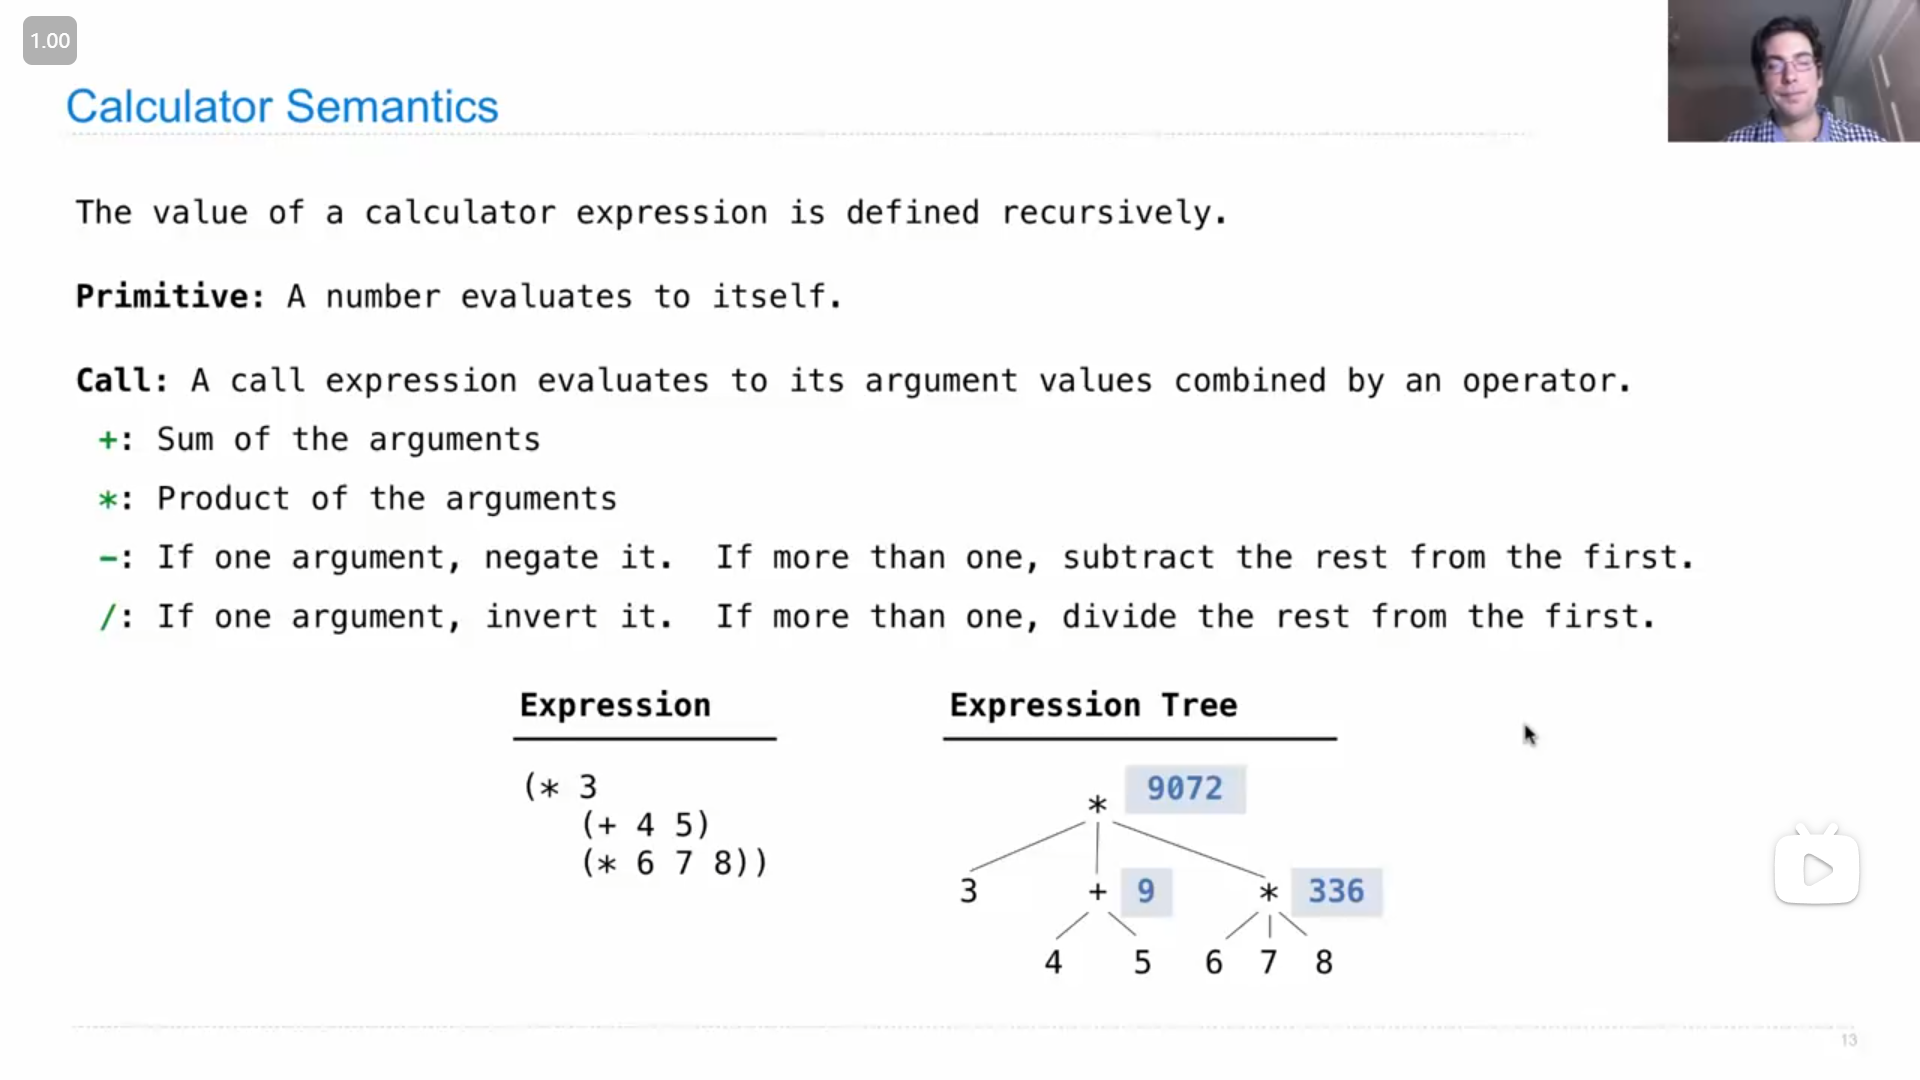 1.00
Calculator Semantics
The value of a calculator expression is defined recursively.
Primitive: A number evaluates to itself.
Call: A call expression evaluates to its argument values combined by an operator.
+: Sum of the arguments
*: Product of the arguments
-: If one argument, negate it. If more than one, subtract the rest from the first.
/: If one argument, invert it. If more than one, divide the rest from the first.
Expression
(* 3
(+ 4 5)
(* 6 7 8))
Expression Tree
* 9072
3 + 9 * 336
4 5 6 7 8
13